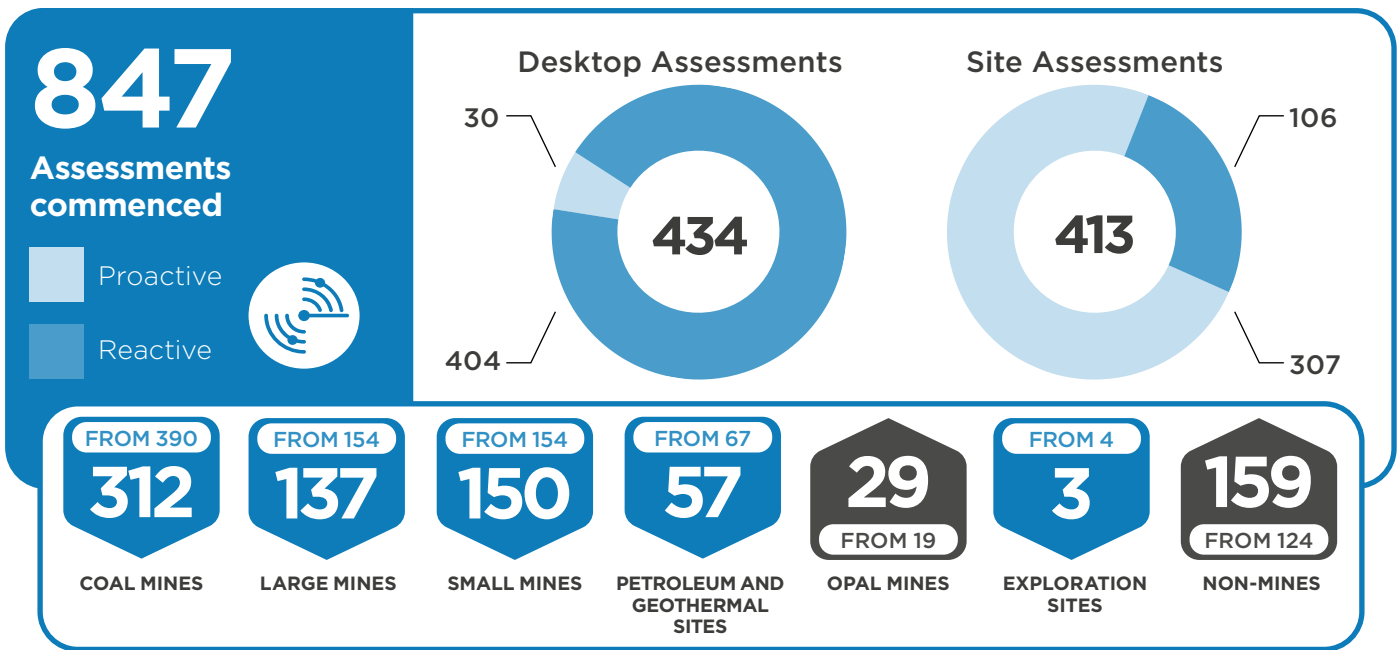 847
Assessments
commenced
Proactive
Reactive
Desktop Assessments
30
434
404
Site Assessments
106
413
307
FROM 390
312
COAL MINES
FROM 154
137
LARGE MINES
FROM 154
150
SMALL MINES
FROM 67
57
PETROLEUM AND
GEOTHERMAL
SITES
29
FROM 19
OPAL MINES
FROM 4
3
EXPLORATION
SITES
159
FROM 124
NON-MINES